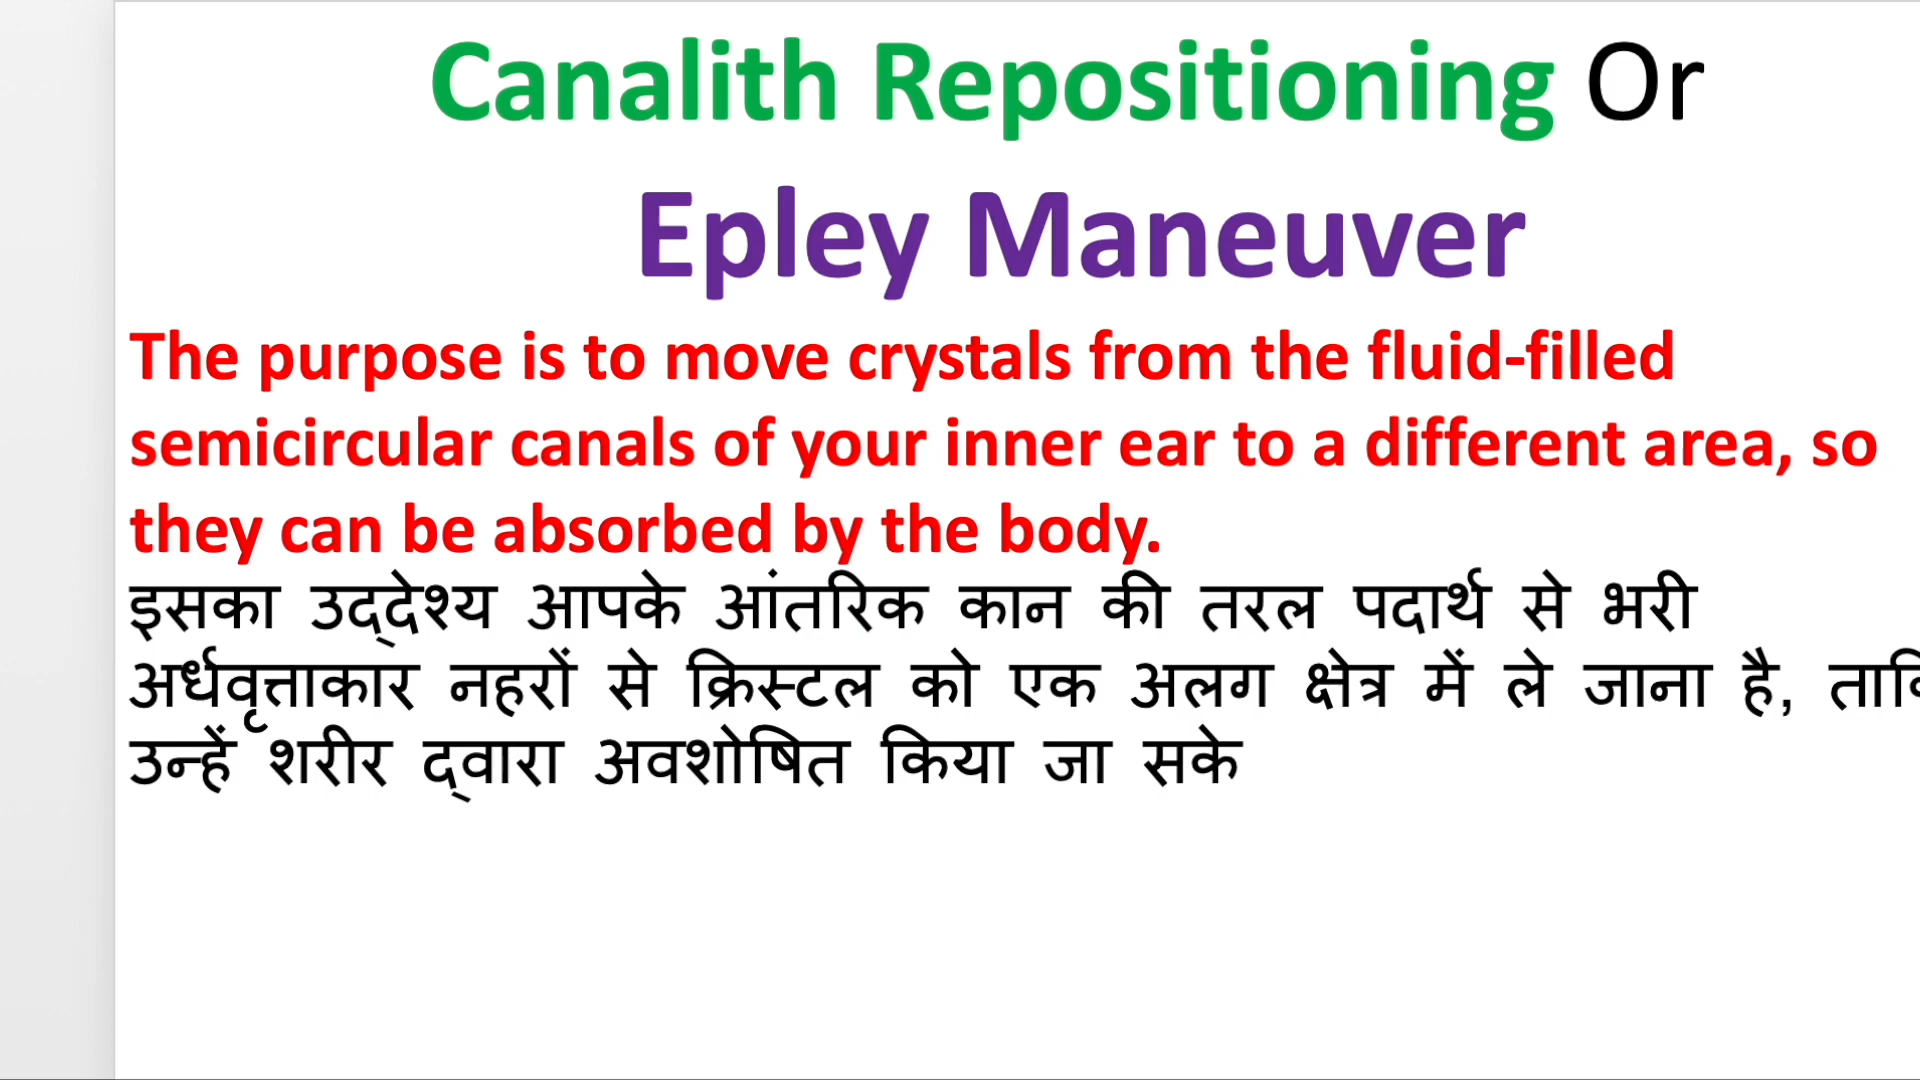 Canalith Repositioning Or
Epley Maneuver
The purpose is to move crystals from the fluid-filled
semicircular canals of your inner ear to a different area, so
they can be absorbed by the body.
इसका उद्देश्य आपके आंतरिक कान की तरल पदार्थ से भरी
अर्धवृत्ताकार नहरों से क्रिस्टल को एक अलग क्षेत्र में ले जाना है,
उन्हें शरीर द्वारा अवशोषित किया जा सके